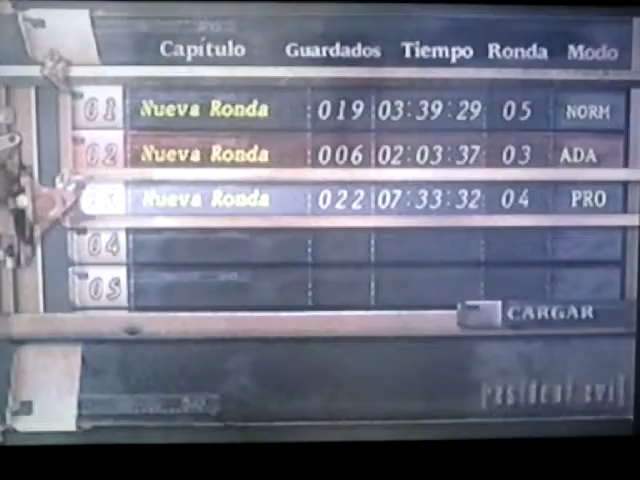 Capítulo Guardados Tiempo Ronda Modo
01 Nueva Ronda :019 03:39:29 05 NORM
02 Nueva Ronda :006 02:03:37 03 ADA
03 Nueva Ronda :022 07:33:32 04 PRO
04
05
CARGAR
resident evil